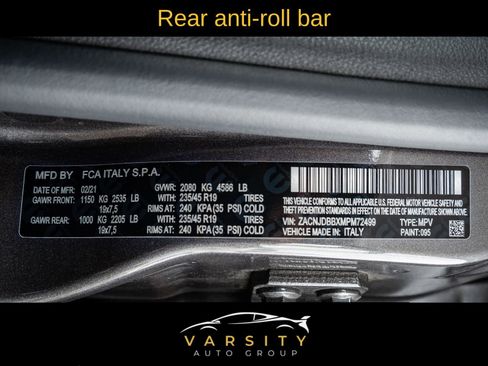 Rear anti-roll bar
MFD BY FCA ITALY S.P.A.
DATE OF MFR: 02/21 GVWR: 2080 KG 4586 LB
GAWR FRONT: 1150 KG 2535 LB WITH: 235/45 R19 TIRES
19x7,5 RIMS AT: 240 KPA(35 PSI) COLD
GAWR REAR: 1000 KG 2205 LB WITH: 235/45 R19 TIRES
19x7,5 RIMS AT: 240 KPA(35 PSI) COLD
THIS VEHICLE CONFORMS TO ALL APPLICABLE U.S.A. FEDERAL MOTOR
VEHICLE SAFETY, BUMPER AND THEFT PREVENTION STANDARDS
IN EFFECT ON THE DATE OF MANUFACTURE SHOWN ABOVE.
VIN: ZACNJDBBXMPM72499 TYPE: MPV
VEHICLE MADE IN: ITALY PAINT: 095
VARSITY
AUTO GROUP